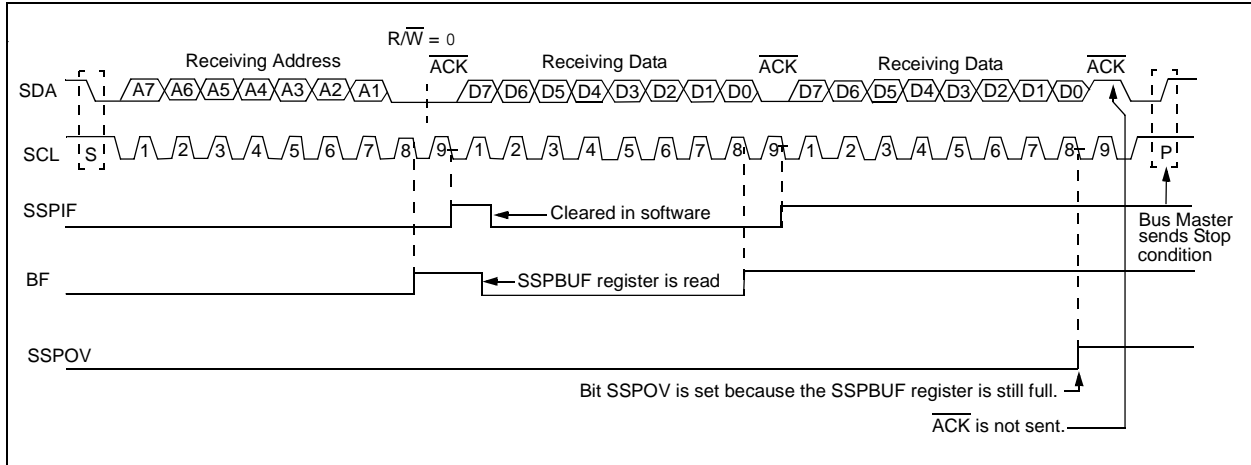 R/W = 0
Receiving Address ACK Receiving Data ACK Receiving Data ACK
SDA A7 A6 A5 A4 A3 A2 A1 D7 D6 D5 D4 D3 D2 D1 D0 D7 D6 D5 D4 D3 D2 D1 D0
SCL S 1 2 3 4 5 6 7 8 9 1 2 3 4 5 6 7 8 9 1 2 3 4 5 6 7 8 9 P
SSPIF
Cleared in software
Bus Master
sends Stop
condition
BF
SSPBUF register is read
SSPOV
Bit SSPOV is set because the SSPBUF register is still full.
ACK is not sent.